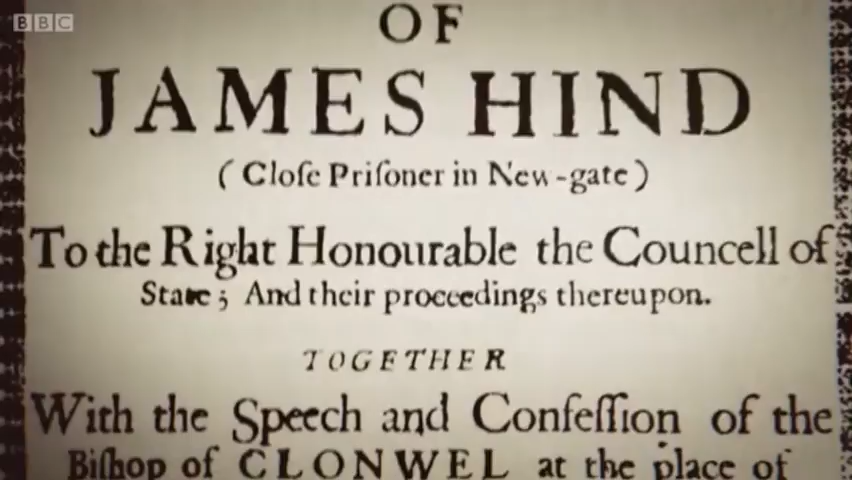 BBC
OF
JAMES HIND
(Cloſe Priſoner in New-gate)
To the Right Honourable the Councell of
State; And their proceedings thereupon.
TOGETHER
With the Speech and Confeſſion of the
Biſhop of CLONWEL at the place of